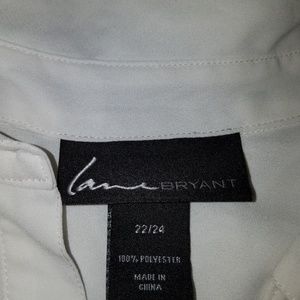 Lane BRYANT
22/24
100% POLYESTER
MADE IN
CHINA